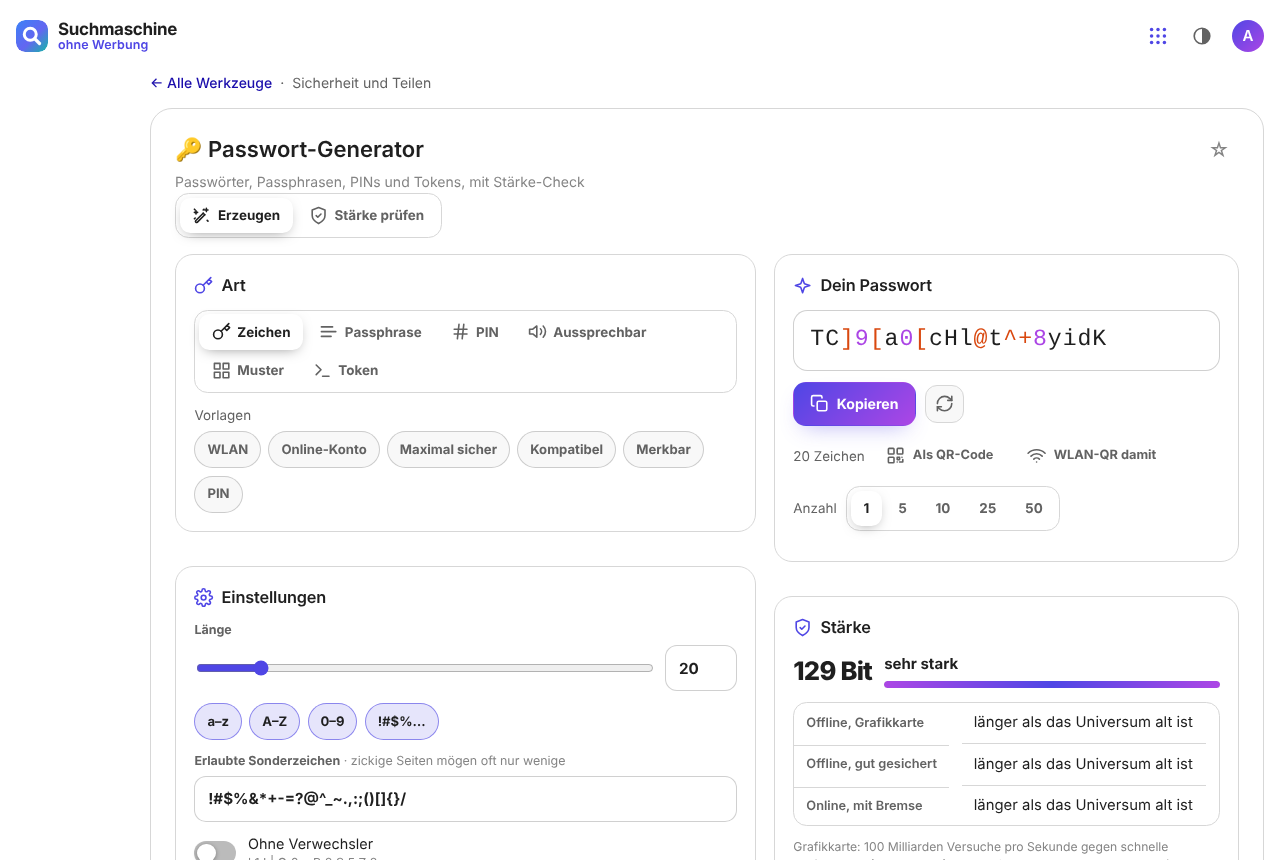 Suchmaschine
ohne Werbung
A
← Alle Werkzeuge · Sicherheit und Teilen
🔑 Passwort-Generator
Passwörter, Passphrasen, PINs und Tokens, mit Stärke-Check
Erzeugen Stärke prüfen
Art
Zeichen Passphrase PIN Aussprechbar
Muster Token
Vorlagen
WLAN Online-Konto Maximal sicher Kompatibel Merkbar
PIN
Dein Passwort
TC]9[a0[cHl@t^+8yidK
Kopieren
20 Zeichen Als QR-Code WLAN-QR damit
Anzahl 1 5 10 25 50
Einstellungen
Länge
20
a–z A–Z 0–9 !#$%…
Erlaubte Sonderzeichen · zickige Seiten mögen oft nur wenige
!#$%&*+-=?@^_~.,:;()[]{}/
Ohne Verwechsler
Stärke
129 Bit sehr stark
Offline, Grafikkarte länger als das Universum alt ist
Offline, gut gesichert länger als das Universum alt ist
Online, mit Bremse länger als das Universum alt ist
Grafikkarte: 100 Milliarden Versuche pro Sekunde gegen schnelle